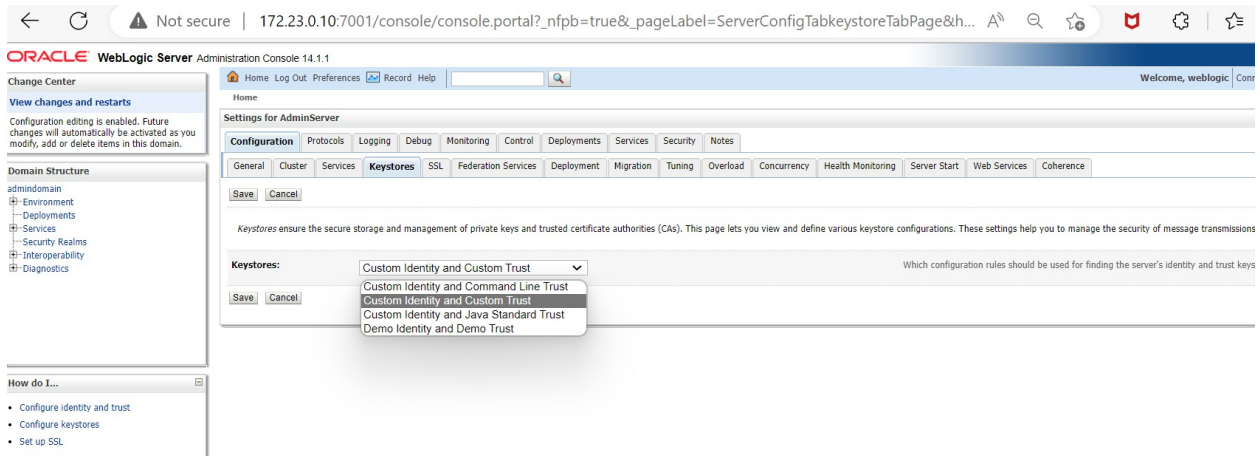 Not secure | 172.23.0.10:7001/console/console.portal?_nfpb=true&_pageLabel=ServerConfigTabkeystoreTabPage&h...
ORACLE WebLogic Server Administration Console 14.1.1
Change Center
View changes and restarts
Configuration editing is enabled. Future
changes will automatically be activated as you
modify, add or delete items in this domain.
Domain Structure
admindomain
Environment
Deployments
Services
Security Realms
Interoperability
Diagnostics
How do I...
Configure identity and trust
Configure keystores
Set up SSL
Home Log Out Preferences Record Help
Welcome, weblogic
Home
Settings for AdminServer
Configuration Protocols Logging Debug Monitoring Control Deployments Services Security Notes
General Cluster Services Keystores SSL Federation Services Deployment Migration Tuning Overload Concurrency Health Monitoring Server Start Web Services Coherence
Save Cancel
Keystores ensure the secure storage and management of private keys and trusted certificate authorities (CAs). This page lets you view and define various keystore configurations. These settings help you to manage the security of message transmissions
Keystores: Custom Identity and Custom Trust Which configuration rules should be used for finding the server's identity and trust keys
Custom Identity and Command Line Trust
Custom Identity and Custom Trust
Custom Identity and Java Standard Trust
Demo Identity and Demo Trust
Save Cancel